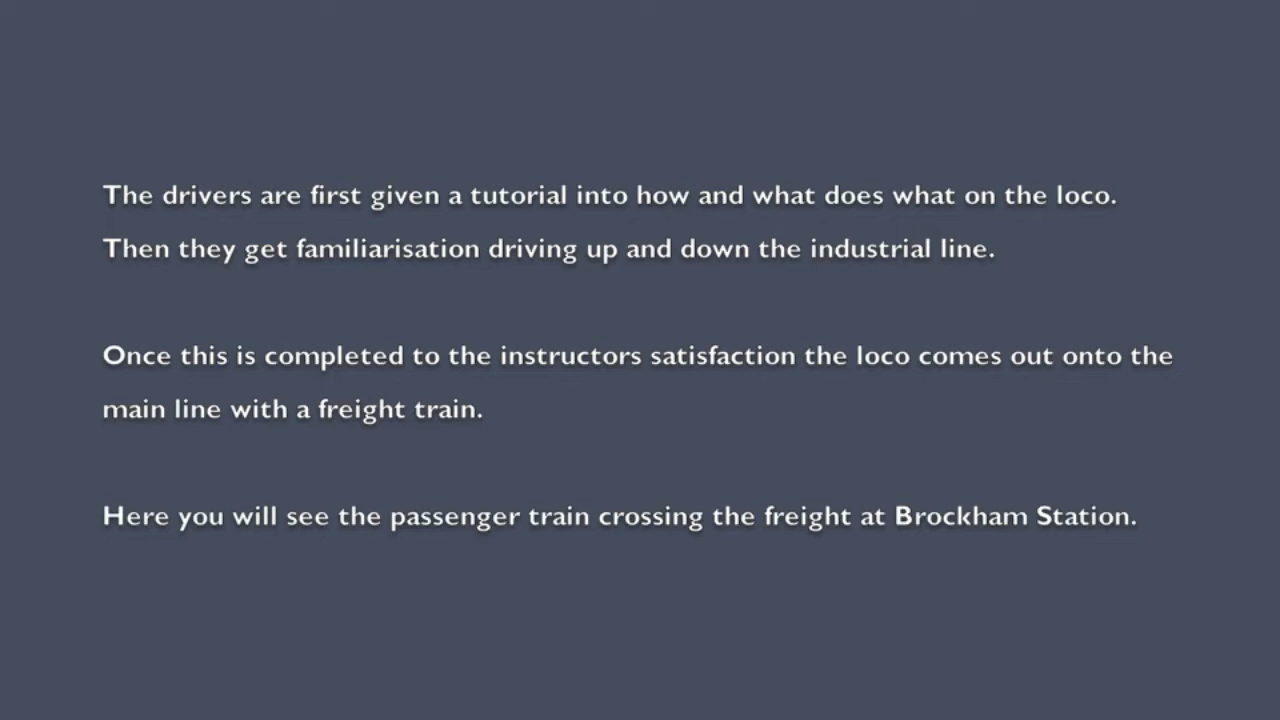 The drivers are first given a tutorial into how and what does what on the loco.
Then they get familiarisation driving up and down the industrial line.
Once this is completed to the instructors satisfaction the loco comes out onto the
main line with a freight train.
Here you will see the passenger train crossing the freight at Brockham Station.